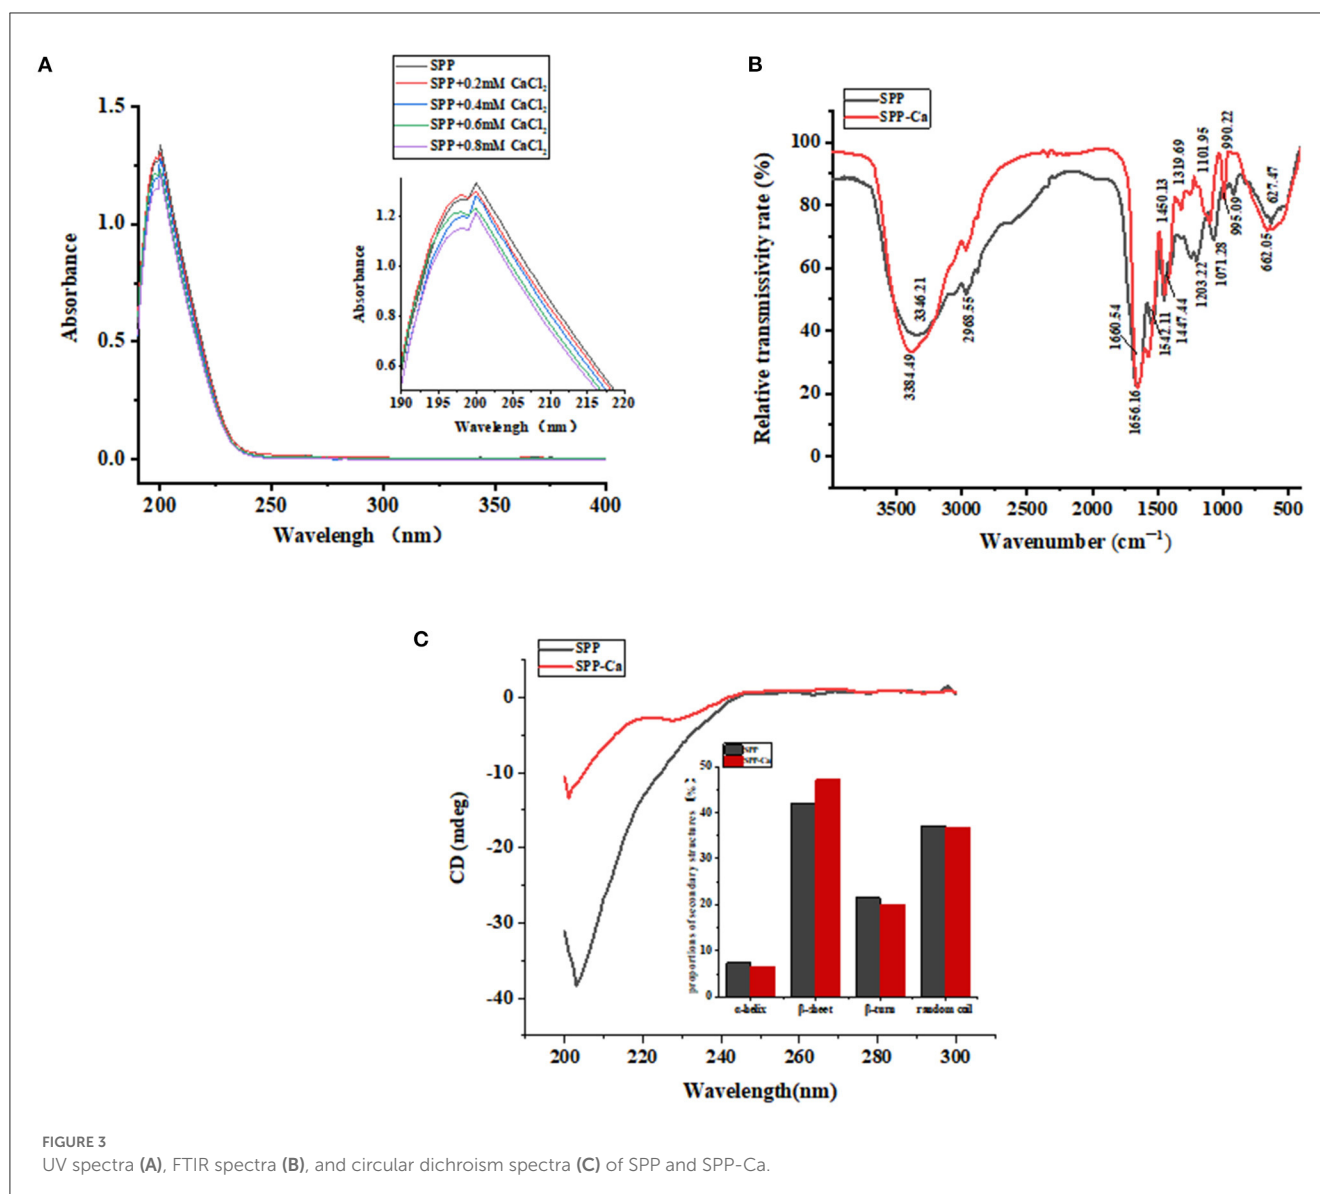 A
SPP
SPP+0.2mM CaCl₂
SPP+0.4mM CaCl₂
SPP+0.6mM CaCl₂
SPP+0.8mM CaCl₂
1.5
1.0
0.5
0.0
Absorbance
200
250
300
350
400
Wavelengh （nm）
1.2
1.0
0.8
0.6
Absorbance
190
195
200
205
210
215
220
Wavelengh （nm）
B
SPP
SPP-Ca
100
80
60
40
20
0
Relative transmissivity rate (%)
3346.21
3384.49
2968.55
1660.54
1656.16
1542.11
1447.44
1450.13
1319.69
1203.22
1101.95
1071.28
990.22
995.09
662.05
627.47
3500
3000
2500
2000
1500
1000
500
Wavenumber (cm⁻¹)
C
SPP
SPP-Ca
0
-10
-20
-30
-40
CD (mdeg)
200
220
240
260
280
300
Wavelength(nm)
SPP
SPP-Ca
50
40
30
20
10
0
proportions of secondary structures （%）
α-helix
β-sheet
β-turn
random coil
FIGURE 3
UV spectra (A), FTIR spectra (B), and circular dichroism spectra (C) of SPP and SPP-Ca.